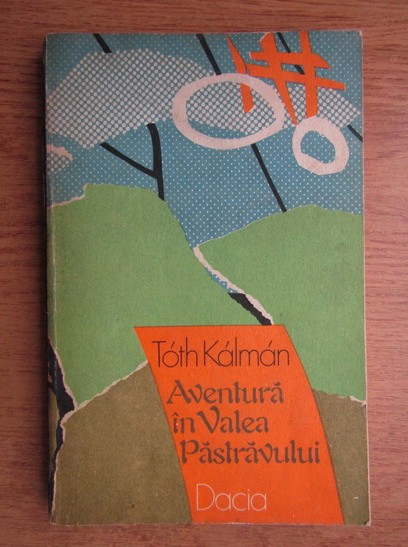 Tóth Kálmán
Aventură
în Valea
Păstrăvului
Dacia